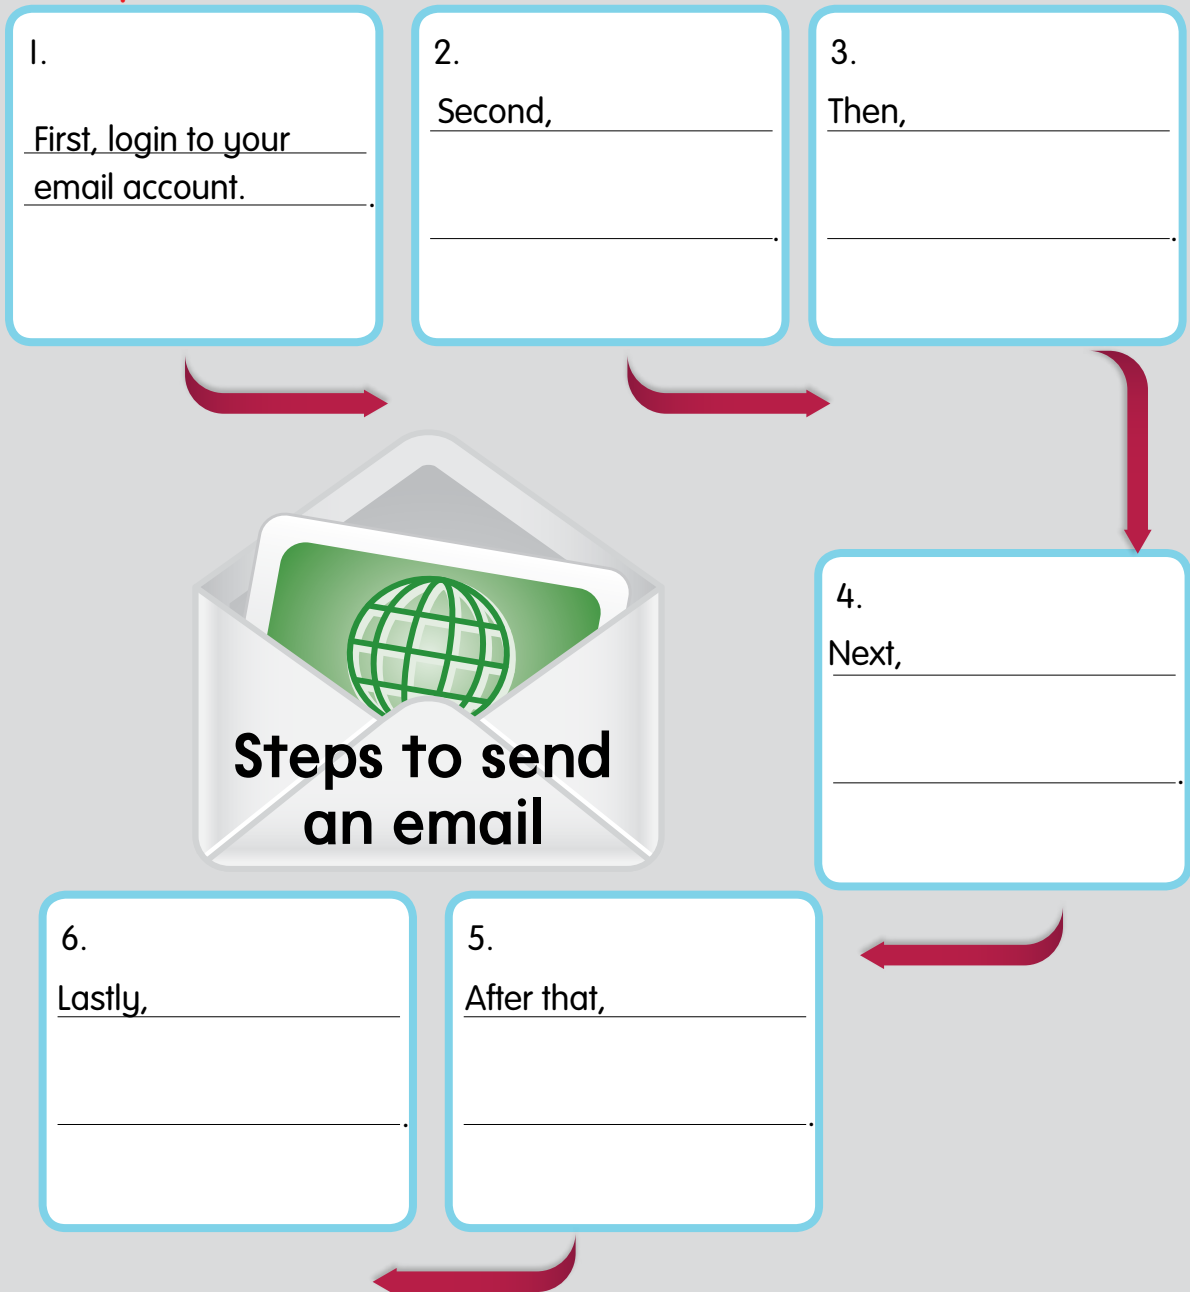 1.
First, login to your
email account.
.
2.
Second,
.
3.
Then,
.
Steps to send
an email
4.
Next,
.
5.
After that,
.
6.
Lastly,
.